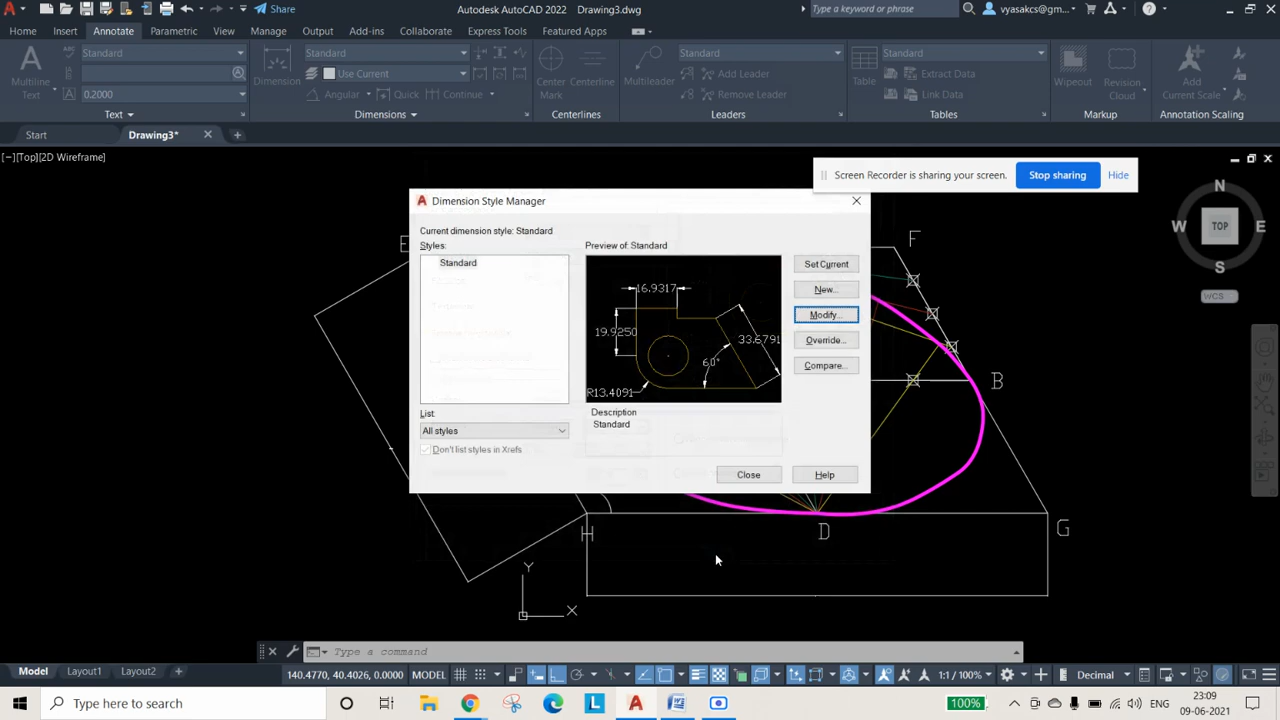 Share
Autodesk AutoCAD 2022 Drawing3.dwg
Type a keyword or phrase
vyasakcs@gm...
Home Insert Annotate Parametric View Manage Output Add-ins Collaborate Express Tools Featured Apps
Standard Standard Standard Standard
Use Current
Multiline
Text
Dimension
Center
Mark
Centerline
Multileader
Add Leader
Remove Leader
Table
Extract Data
Link Data
Wipeout
Revision
Cloud
Add
Current Scale
0.2000
Angular Quick Continue
Text Dimensions Centerlines Leaders Tables Markup Annotation Scaling
Start Drawing3*
[−][Top][2D Wireframe]
Screen Recorder is sharing your screen. Stop sharing Hide
N
W TOP E
S
WCS
Dimension Style Manager
Current dimension style: Standard
Styles: Preview of: Standard
Standard
16.9317
19.9250
33.6791
60°
R13.4091
Set Current
New...
Modify...
Override...
Compare...
List:
All styles
Don't list styles in Xrefs
Description
Standard
Close Help
E F
B
H D G
Y
X
Type a command
Model Layout1 Layout2
140.4770, 40.4026, 0.0000 MODEL 1:1 / 100% Decimal
Type here to search
100%
ENG
23:09
09-06-2021